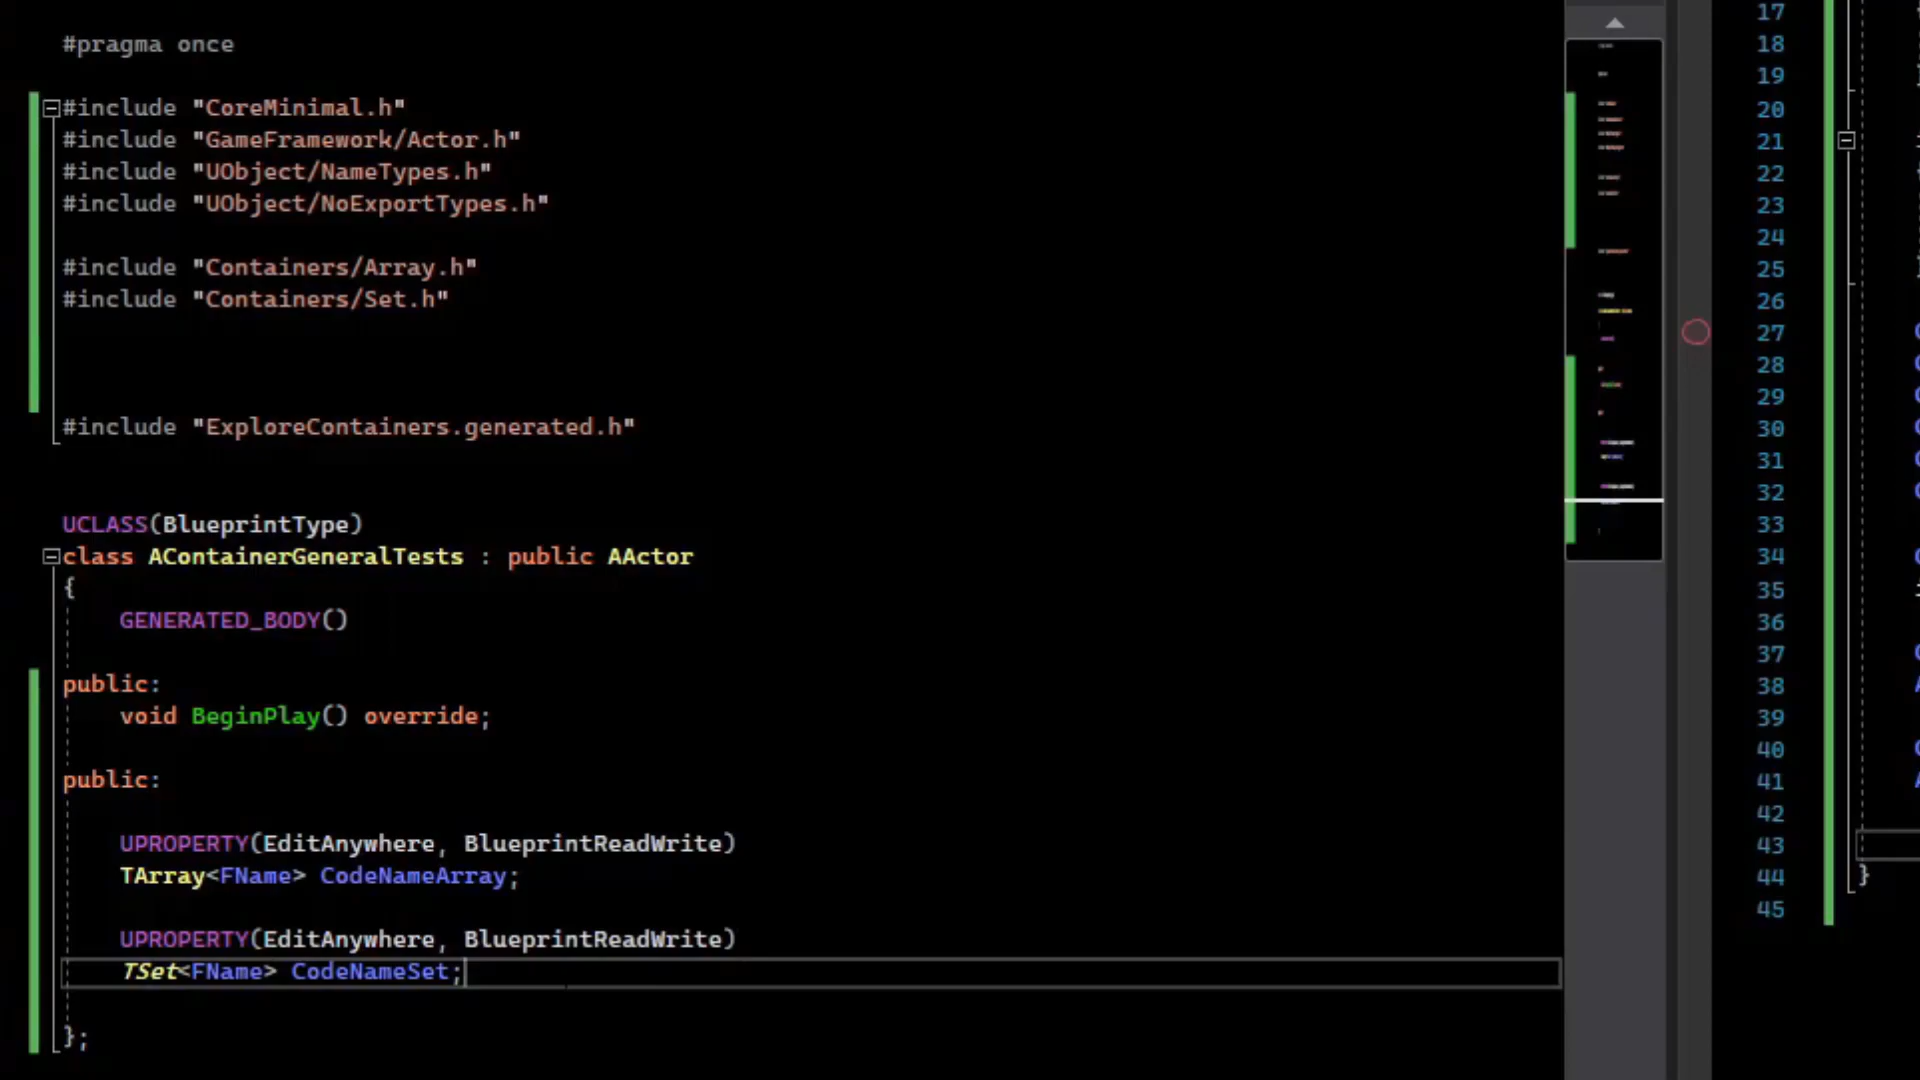 #pragma once
#include "CoreMinimal.h"
#include "GameFramework/Actor.h"
#include "UObject/NameTypes.h"
#include "UObject/NoExportTypes.h"
#include "Containers/Array.h"
#include "Containers/Set.h"
#include "ExploreContainers.generated.h"
UCLASS(BlueprintType)
class AContainerGeneralTests : public AActor
{
GENERATED_BODY()
public:
void BeginPlay() override;
public:
UPROPERTY(EditAnywhere, BlueprintReadWrite)
TArray<FName> CodeNameArray;
UPROPERTY(EditAnywhere, BlueprintReadWrite)
TSet<FName> CodeNameSet;
};
17
18
19
20
21
22
23
24
25
26
27
28
29
30
31
32
33
34
35
36
37
38
39
40
41
42
43
44 }
45